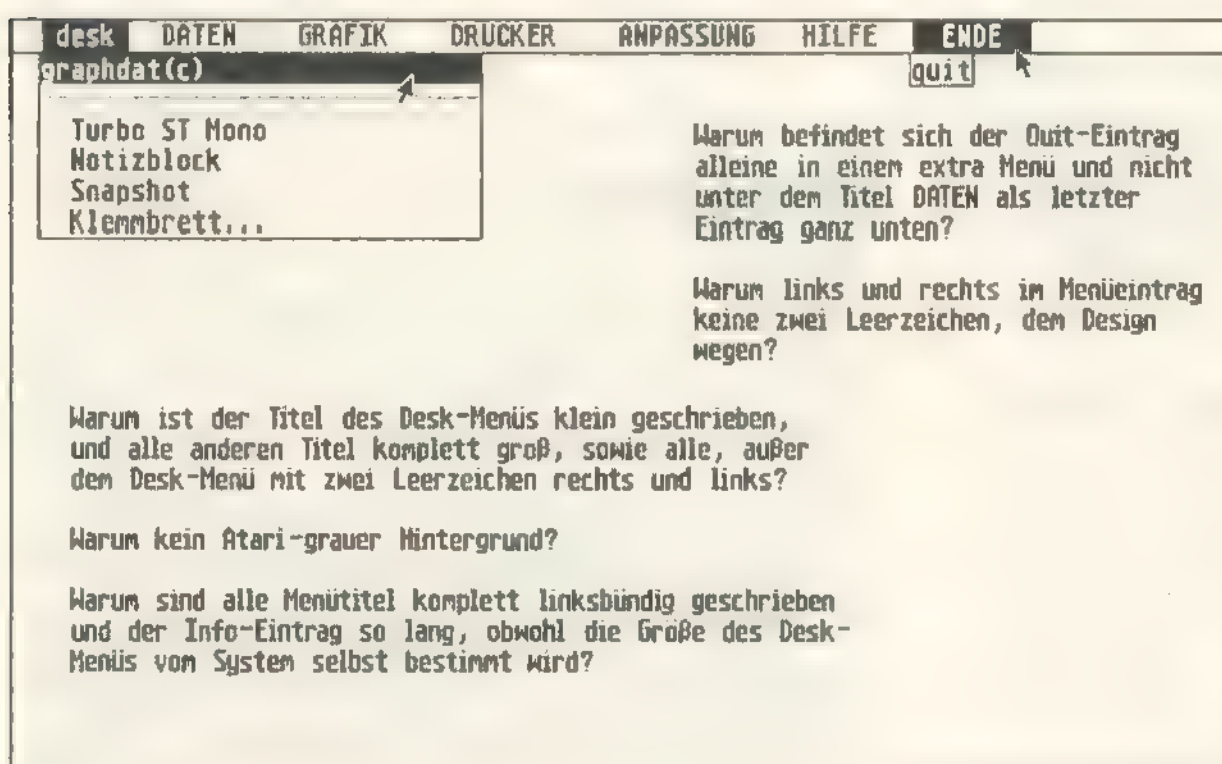 desk DATEN GRAFIK DRUCKER ANPASSUNG HILFE ENDE
graphdat(c)
quit
Turbo ST Mono
Notizblock
Snapshot
Klemmbrett...
Warum befindet sich der Quit-Eintrag
alleine in einem extra Menü und nicht
unter dem Titel DATEN als letzter
Eintrag ganz unten?
Warum links und rechts im Menüeintrag
keine zwei Leerzeichen, dem Design
wegen?
Warum ist der Titel des Desk-Menüs klein geschrieben,
und alle anderen Titel komplett groß, sowie alle, außer
dem Desk-Menü mit zwei Leerzeichen rechts und links?
Warum kein Atari-grauer Hintergrund?
Warum sind alle Menütitel komplett linksbündig geschrieben
und der Info-Eintrag so lang, obwohl die Größe des Desk-
Menüs vom System selbst bestimmt wird?